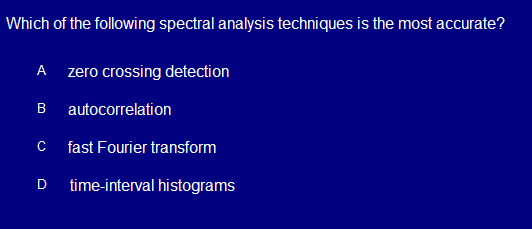 Which of the following spectral analysis techniques is the most accurate?
A zero crossing detection
B autocorrelation
C fast Fourier transform
D time-interval histograms